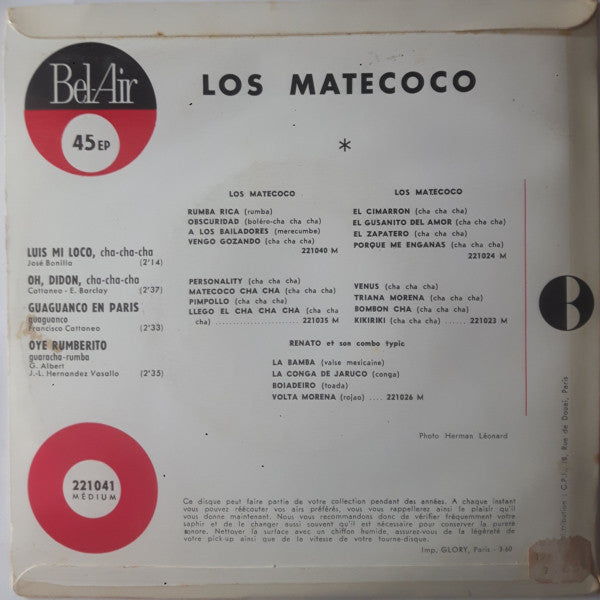 Bel-Air
45 EP
LOS MATECOCO
*
LUIS MI LOCO, cha-cha-cha
José Bonilla (2'14)
OH, DIDON, cha-cha-cha
Cattaneo - E. Barclay (2'37)
GUAGUANCO EN PARIS
guaguanco
Francisco Cattaneo (2'33)
OYE RUMBERITO
guaracha-rumba
G. Albert
J.-L. Hernandez Vasallo (2'35)
LOS MATECOCO
RUMBA RICA (rumba)
OBSCURIDAD (boléro-cha cha cha)
A LOS BAILADORES (merecumbe)
VENGO GOZANDO (cha cha cha)
221040 M
LOS MATECOCO
EL CIMARRON (cha cha cha)
EL GUSANITO DEL AMOR (cha cha cha)
EL ZAPATERO (cha cha cha)
PORQUE ME ENGANAS (cha cha cha)
221024 M
PERSONALITY (cha cha cha)
MATECOCO CHA CHA (cha cha cha)
PIMPOLLO (cha cha cha)
LLEGO EL CHA CHA CHA (cha cha
cha) ........................ 221035 M
VENUS (cha cha cha)
TRIANA MORENA (cha cha cha)
BOMBON CHA (cha cha cha)
KIKIRIKI (cha cha cha) ...... 221023 M
RENATO et son combo typic
LA BAMBA (valse mexicaine)
LA CONGA DE JARUCO (conga)
BOIADEIRO (toada)
VOLTA MORENA (rojao) .... 221026 M
Photo Herman Léonard
221041
MÉDIUM
Ce disque peut faire partie de votre collection pendant des années. A chaque instant
vous pouvez réécouter vos airs préférés, vous vous rappellerez ainsi le plaisir qu'il
vous donne maintenant. Nous vous recommandons donc de vérifier fréquemment votre
saphir et de le changer aussi souvent qu'il est nécessaire pour conserver la pureté
sonore. Nettoyer la surface avec un chiffon humide, assurez-vous de la légèreté de
votre pick-up ainsi que de la vitesse de votre tourne-disque.
Imp. GLORY, Paris - 3-60
B
Distribution : C.P.I., 19, Rue de Douai, Paris